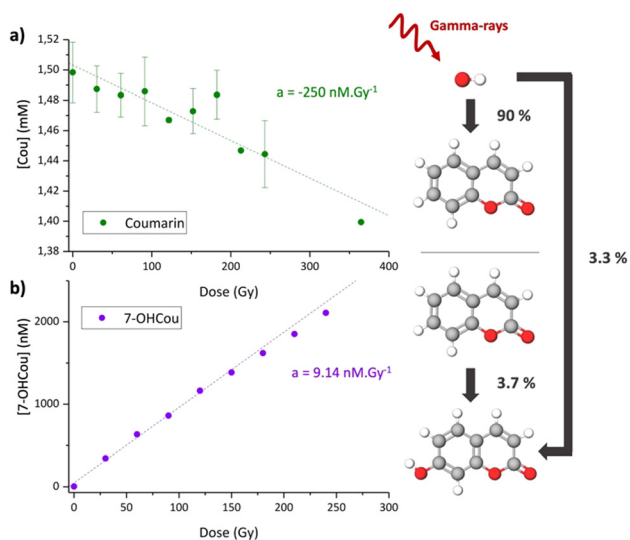 a)
1,52
1,50
1,48
1,46
1,44
1,42
1,40
1,38
[Cou] (mM)
a = -250 nM.Gy-1
Coumarin
0
100
200
300
400
Dose (Gy)
b)
2000
1000
0
[7-OHCou] (nM)
7-OHCou
a = 9.14 nM.Gy-1
0
50
100
150
200
250
300
Dose (Gy)
Gamma-rays
90 %
3.3 %
3.7 %